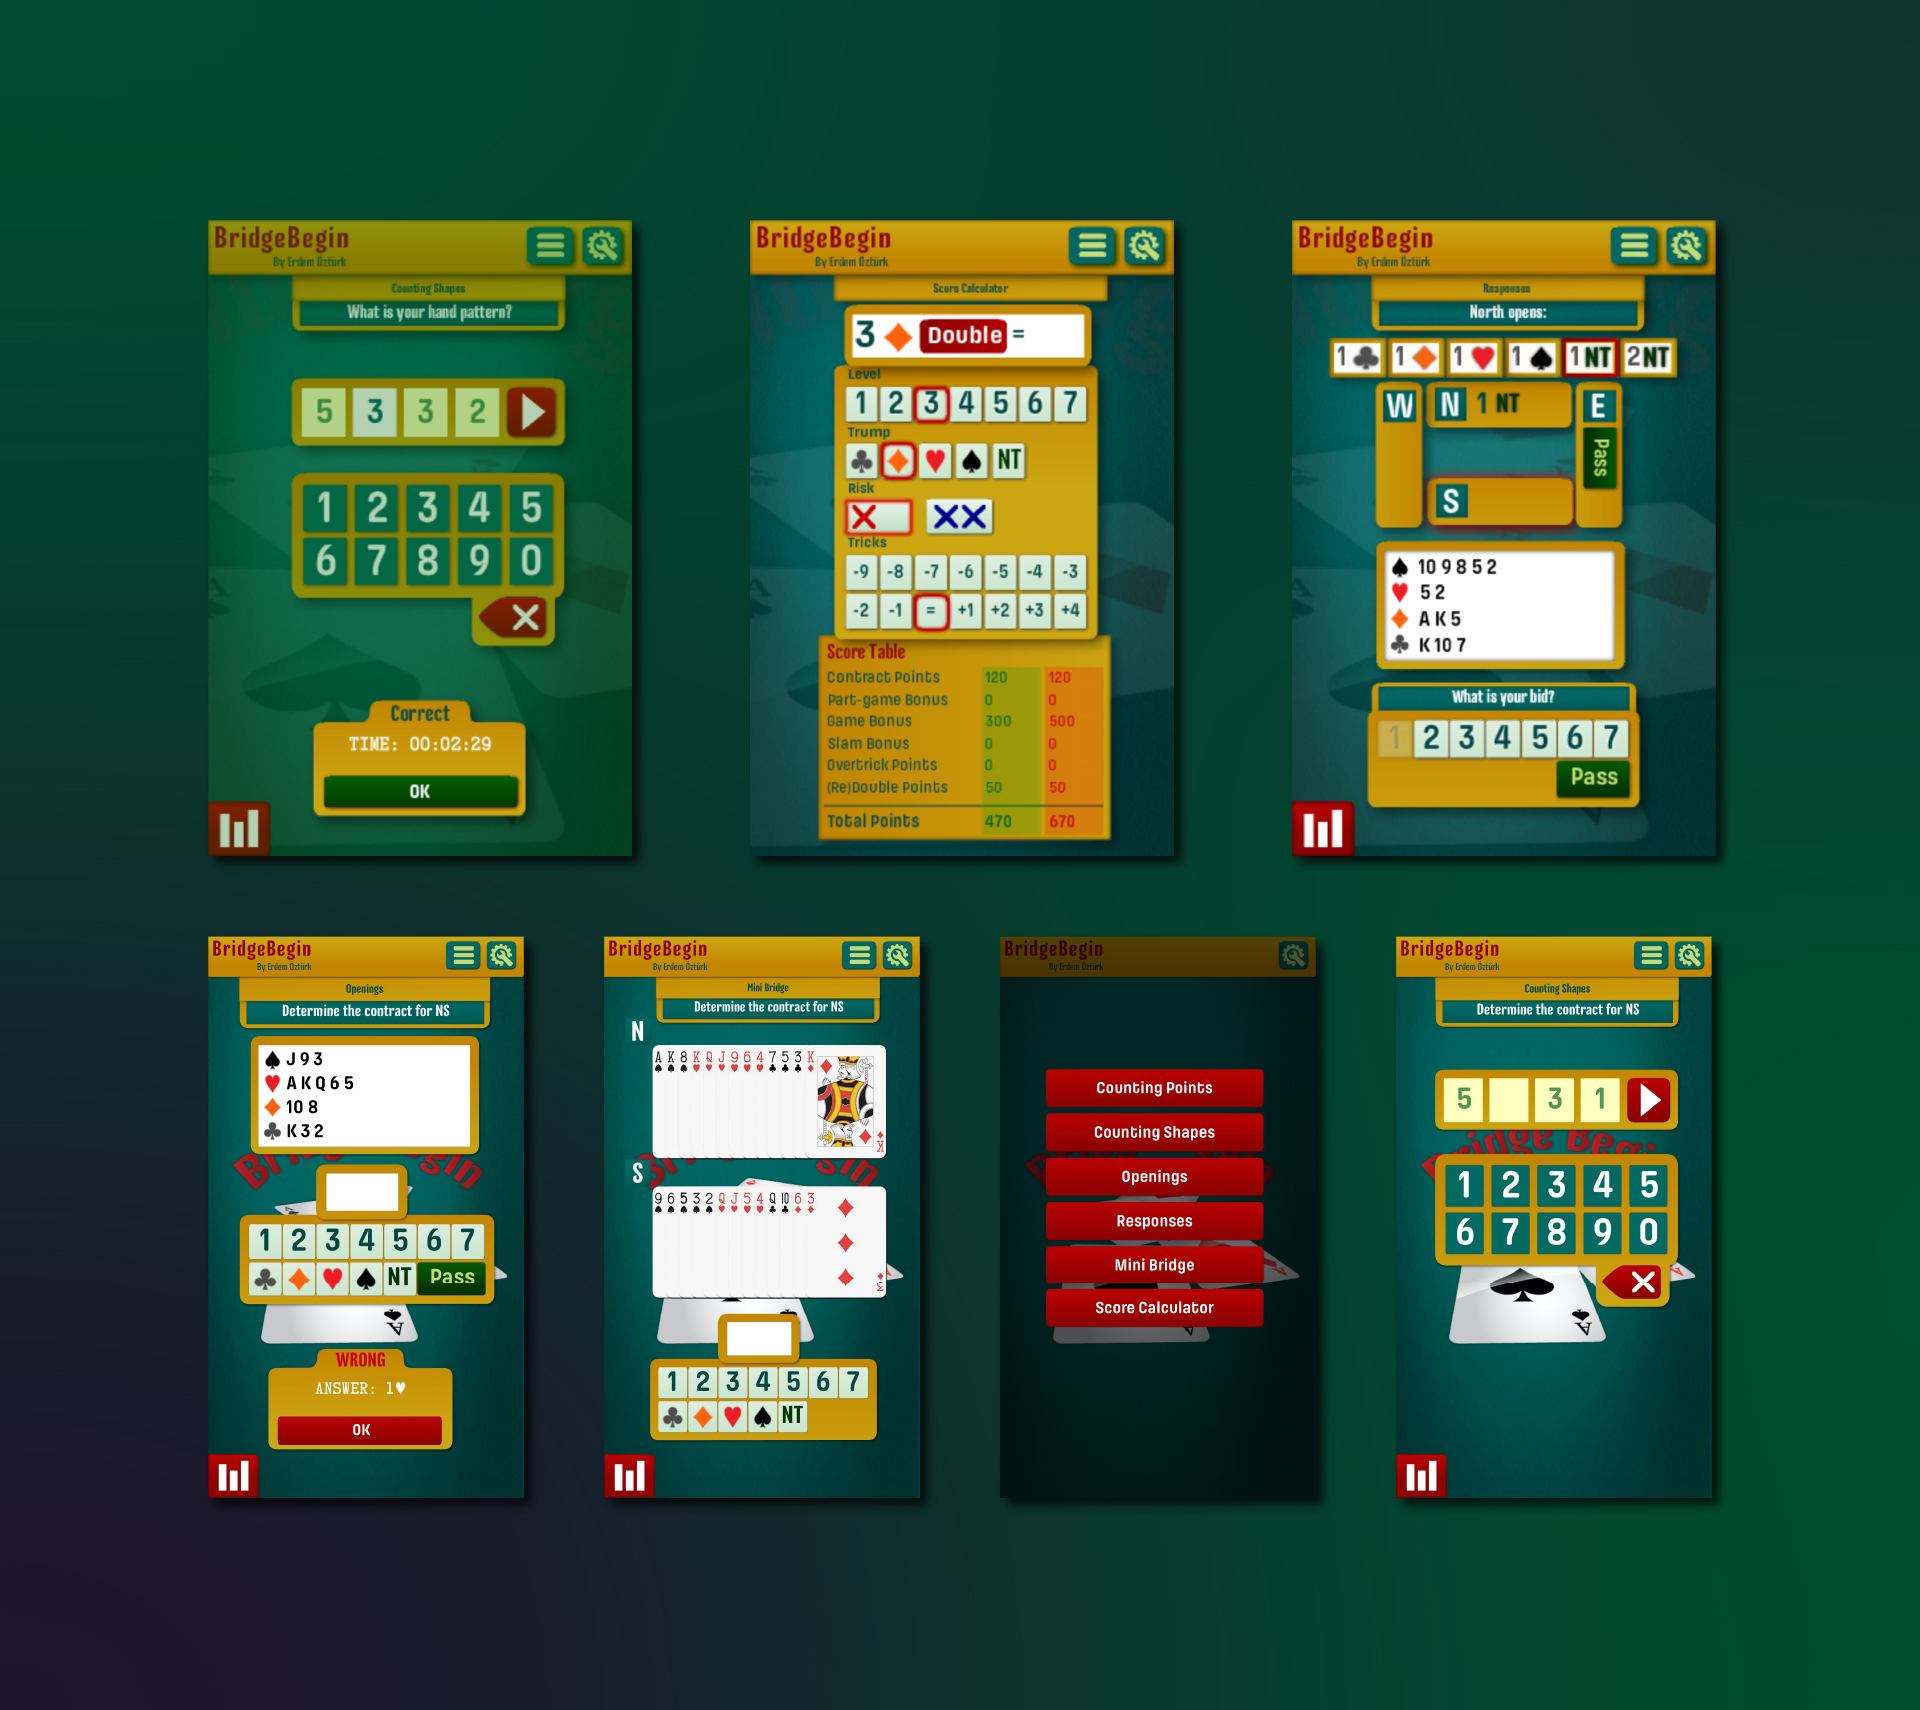 BridgeBegin
By Erdem Öztürk
Counting Shapes
What is your hand pattern?
5 3 3 2
1 2 3 4 5
6 7 8 9 0
X
Correct
TIME: 00:02:29
OK
BridgeBegin
By Erdem Öztürk
Score Calculator
3 ♦ Double =
Level
1 2 3 4 5 6 7
Trump
♣ ♦ ♥ ♠ NT
Risk
X XX
Tricks
-9 -8 -7 -6 -5 -4 -3
-2 -1 = +1 +2 +3 +4
Score Table
Contract Points 120 120
Part-game Bonus 0 0
Game Bonus 300 500
Slam Bonus 0 0
Overtrick Points 0 0
(Re)Double Points 50 50
Total Points 470 670
BridgeBegin
By Erdem Öztürk
Responses
North opens:
1♣ 1♦ 1♥ 1♠ 1NT 2NT
W N 1 NT E
Pass
S
♠ 10 9 8 5 2
♥ 5 2
♦ A K 5
♣ K 10 7
What is your bid?
1 2 3 4 5 6 7
Pass
BridgeBegin
By Erdem Öztürk
Openings
Determine the contract for NS
♠ J 9 3
♥ A K Q 6 5
♦ 10 8
♣ K 3 2
1 2 3 4 5 6 7
♣ ♦ ♥ ♠ NT Pass
A
WRONG
ANSWER: 1♥
OK
BridgeBegin
By Erdem Öztürk
Mini Bridge
Determine the contract for NS
N
A K 8 K Q J 9 6 4 7 5 3 K
K
S
9 6 5 3 2 Q J 5 4 Q 10 6 3
3
1 2 3 4 5 6 7
♣ ♦ ♥ ♠ NT
BridgeBegin
By Erdem Öztürk
Counting Points
Counting Shapes
Openings
Responses
Mini Bridge
Score Calculator
BridgeBegin
By Erdem Öztürk
Counting Shapes
Determine the contract for NS
5 3 1
Bridge Begin
1 2 3 4 5
6 7 8 9 0
X
A